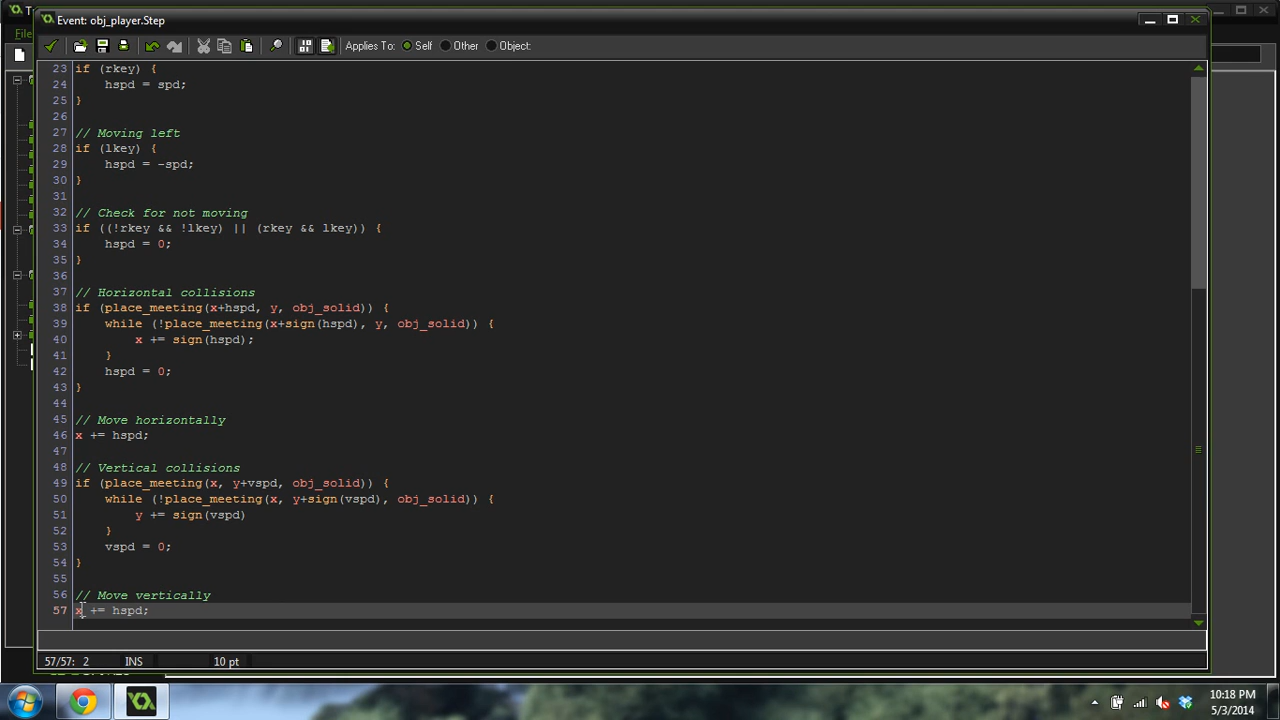 Event: obj_player.Step
File
Applies To: Self Other Object:
23 if (rkey) {
24 hspd = spd;
25 }
26
27 // Moving left
28 if (lkey) {
29 hspd = -spd;
30 }
31
32 // Check for not moving
33 if ((!rkey && !lkey) || (rkey && lkey)) {
34 hspd = 0;
35 }
36
37 // Horizontal collisions
38 if (place_meeting(x+hspd, y, obj_solid)) {
39 while (!place_meeting(x+sign(hspd), y, obj_solid)) {
40 x += sign(hspd);
41 }
42 hspd = 0;
43 }
44
45 // Move horizontally
46 x += hspd;
47
48 // Vertical collisions
49 if (place_meeting(x, y+vspd, obj_solid)) {
50 while (!place_meeting(x, y+sign(vspd), obj_solid)) {
51 y += sign(vspd)
52 }
53 vspd = 0;
54 }
55
56 // Move vertically
57 x += hspd;
57/57: 2 INS 10 pt
10:18 PM
5/3/2014